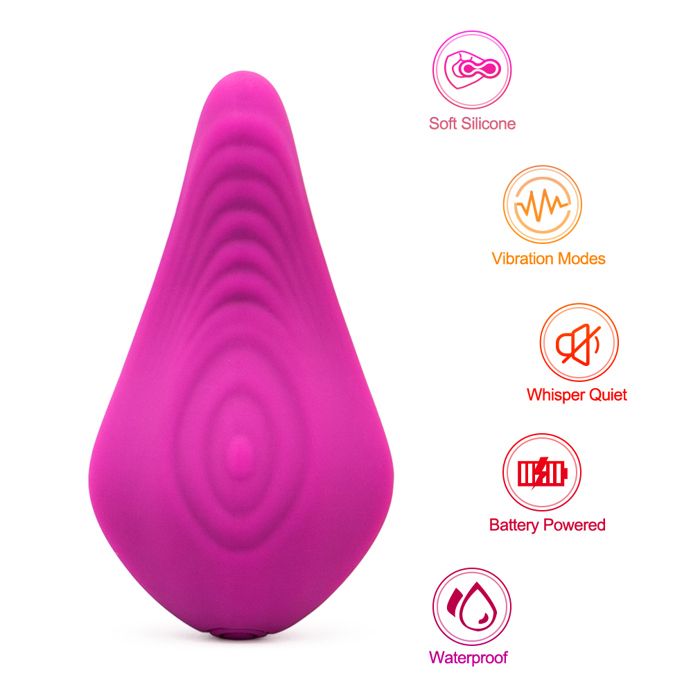 Soft Silicone
Vibration Modes
Whisper Quiet
Battery Powered
Waterproof